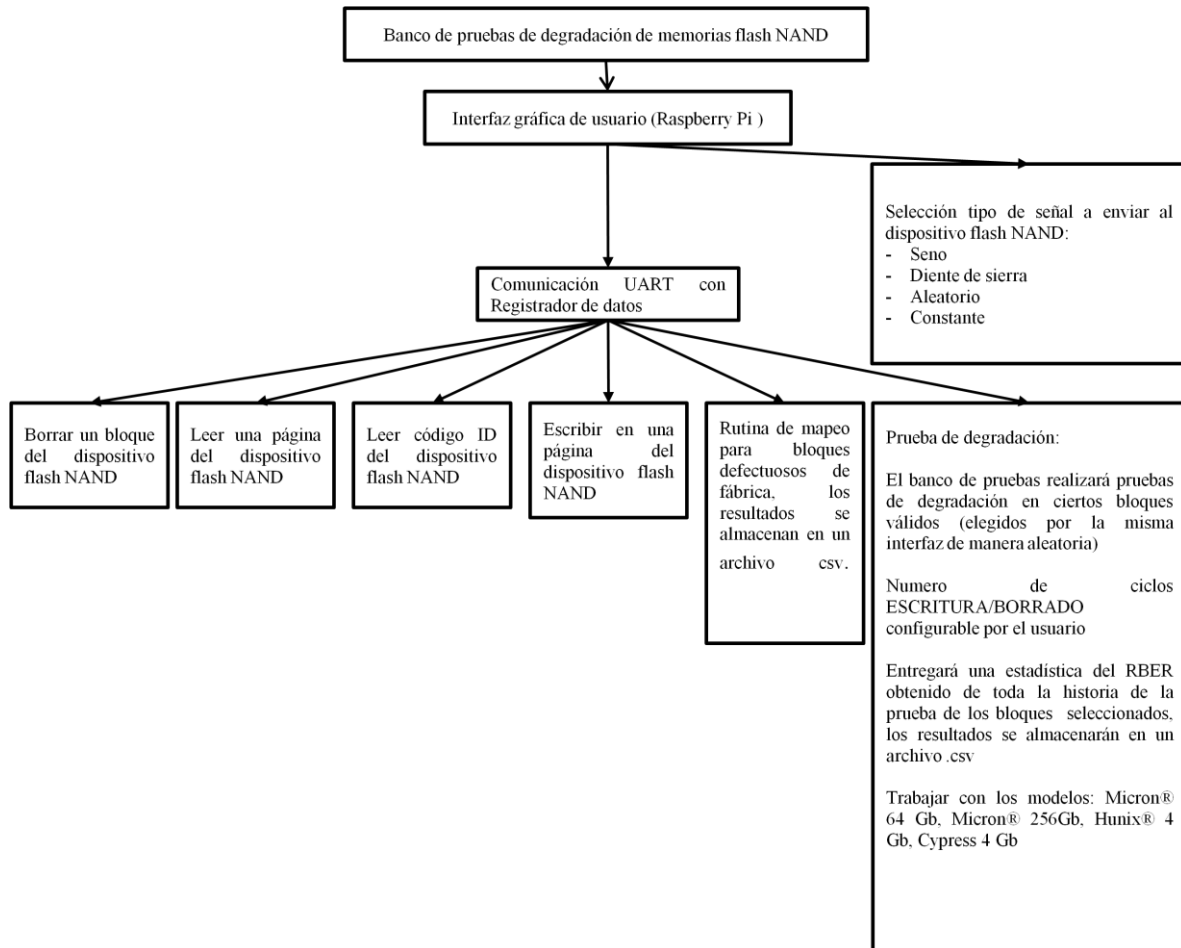 Banco de pruebas de degradación de memorias flash NAND
Interfaz gráfica de usuario (Raspberry Pi )
Selección tipo de señal a enviar al
dispositivo flash NAND:
- Seno
- Diente de sierra
- Aleatorio
- Constante
Comunicación UART con
Registrador de datos
Borrar un bloque
del dispositivo
flash NAND
Leer una página
del dispositivo
flash NAND
Leer código ID
del dispositivo
flash NAND
Escribir en una
página del
dispositivo flash
NAND
Rutina de mapeo
para bloques
defectuosos de
fábrica, los
resultados se
almacenan en un
archivo csv.
Prueba de degradación:
El banco de pruebas realizará pruebas
de degradación en ciertos bloques
válidos (elegidos por la misma
interfaz de manera aleatoria)
Numero de ciclos
ESCRITURA/BORRADO
configurable por el usuario
Entregará una estadística del RBER
obtenido de toda la historia de la
prueba de los bloques seleccionados,
los resultados se almacenarán en un
archivo .csv
Trabajar con los modelos: Micron®
64 Gb, Micron® 256Gb, Hunix® 4
Gb, Cypress 4 Gb